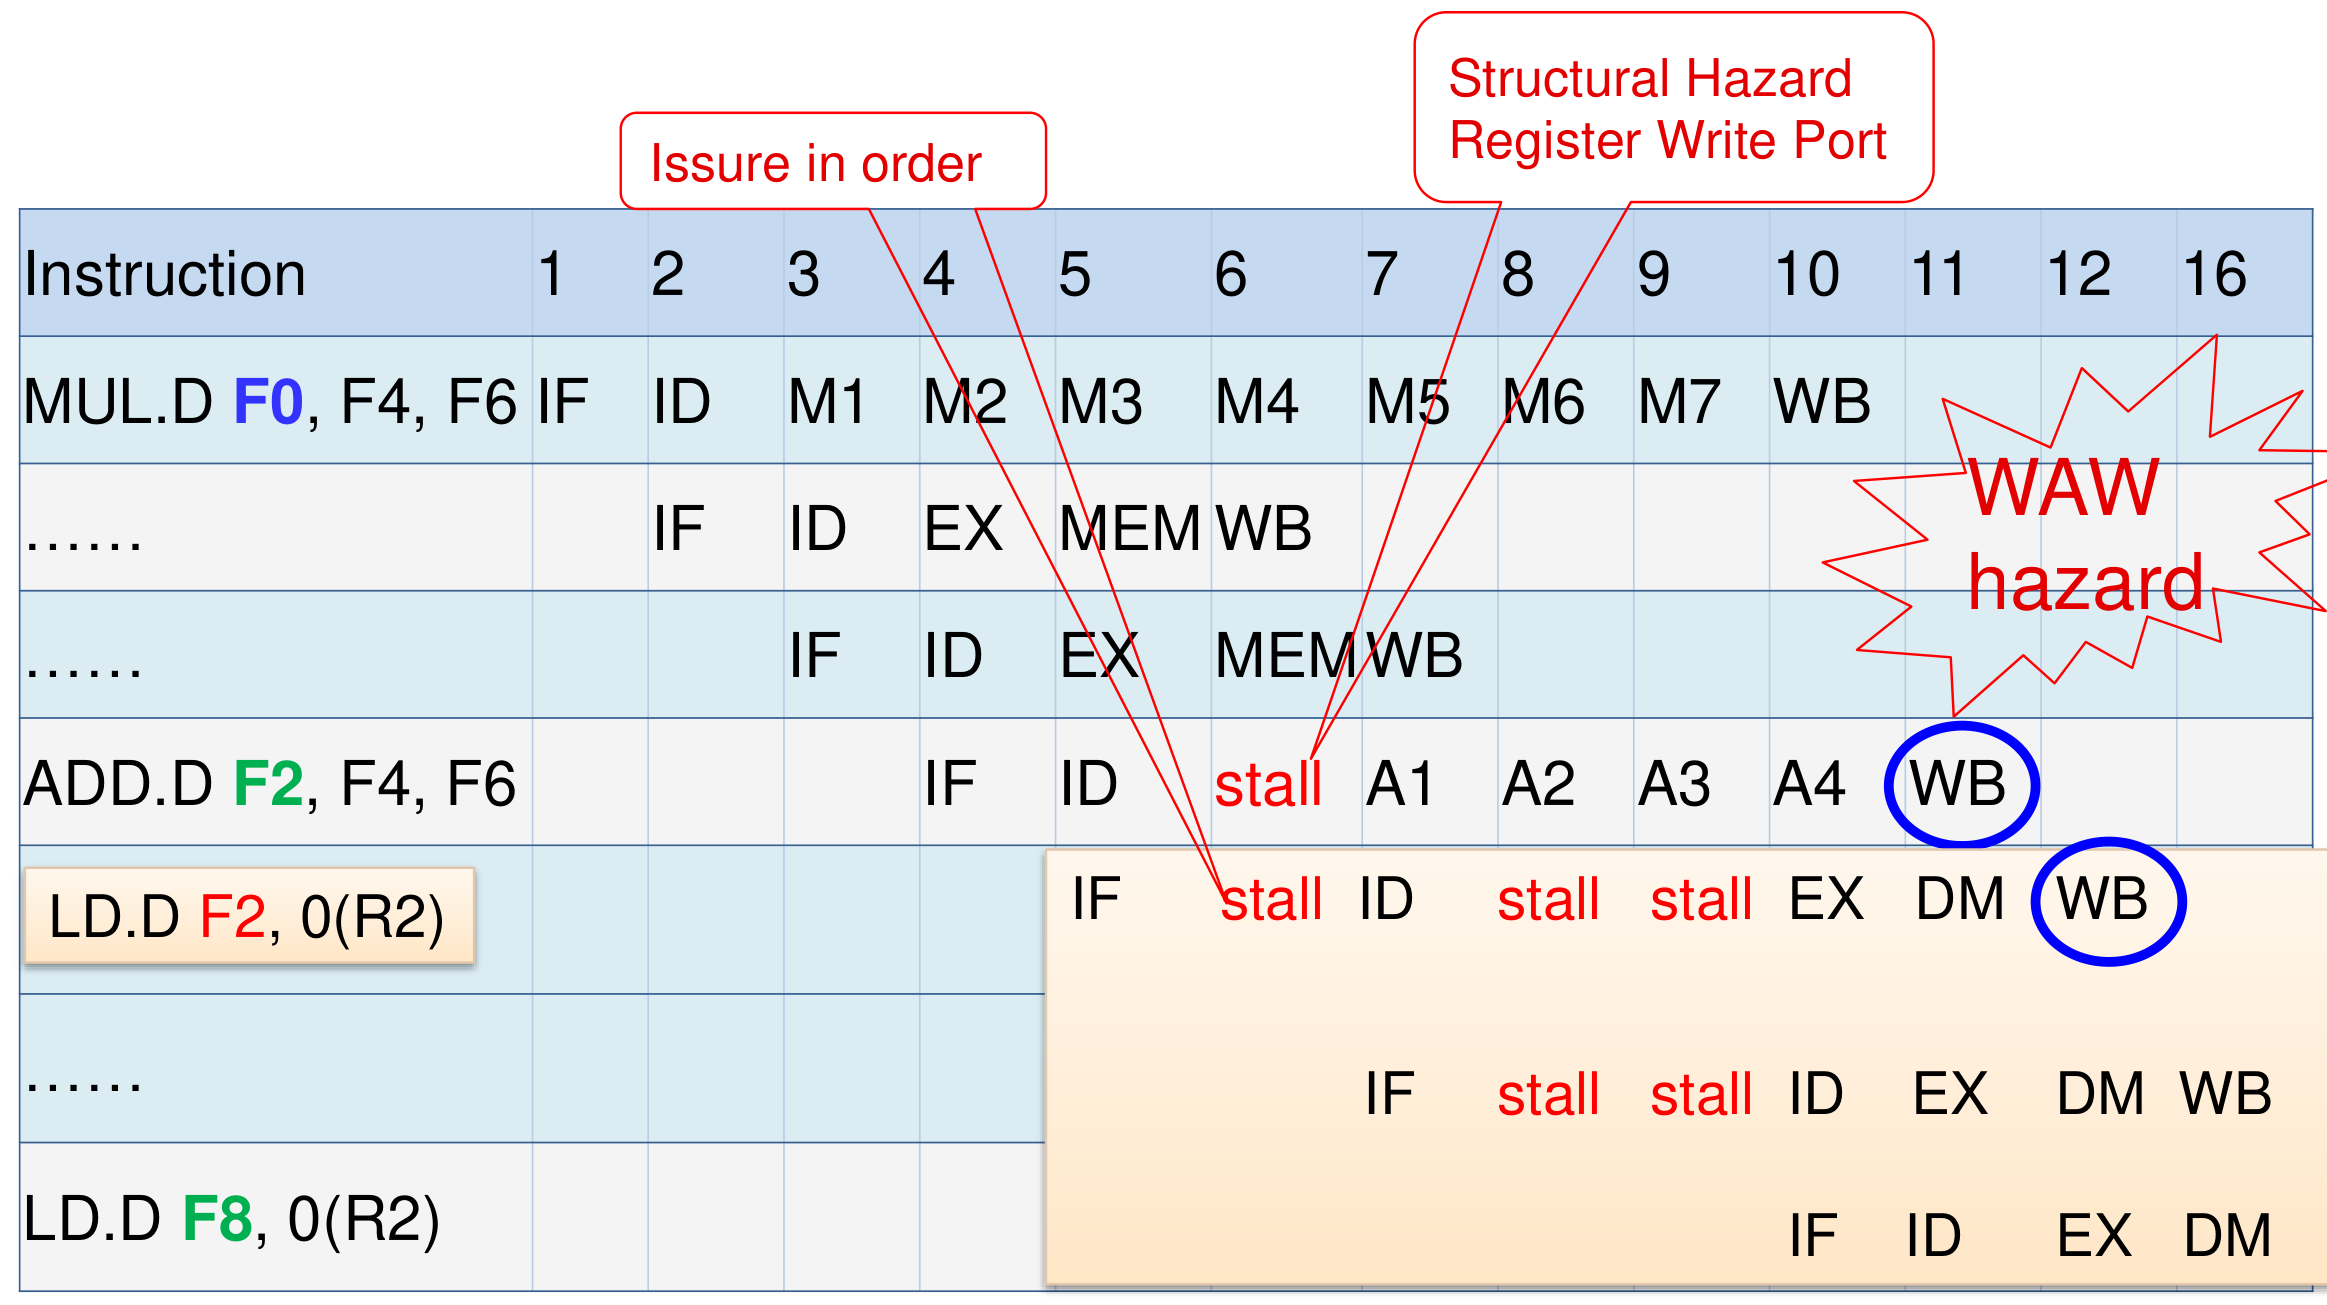 Structural Hazard
Register Write Port
Issure in order
Instruction 1 2 3 4 5 6 7 8 9 10 11 12 16
MUL.D F0, F4, F6 IF ID M1 M2 M3 M4 M5 M6 M7 WB
WAW
hazard
...... IF ID EX MEM WB
...... IF ID EX MEM WB
ADD.D F2, F4, F6 IF ID stall A1 A2 A3 A4 WB
LD.D F2, 0(R2) IF stall ID stall stall EX DM WB
...... IF stall stall ID EX DM WB
LD.D F8, 0(R2) IF ID EX DM